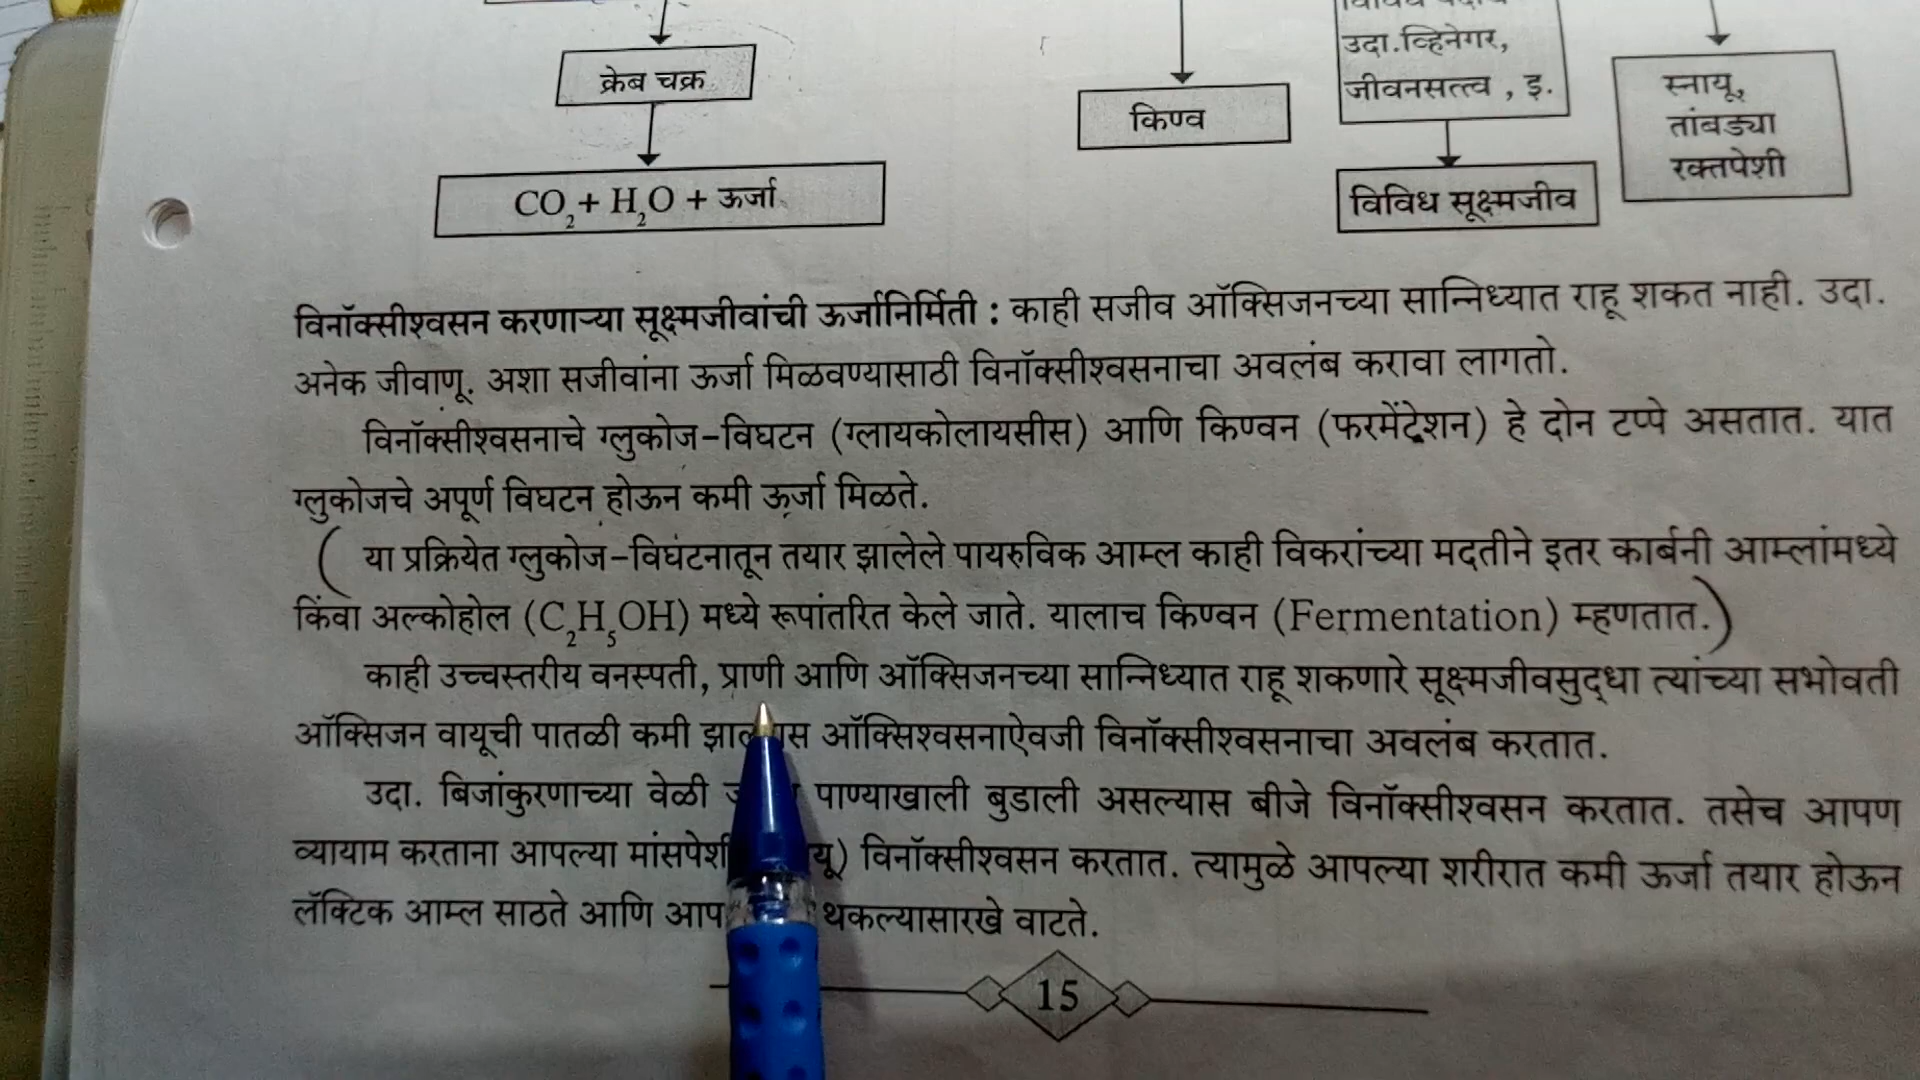 क्रेब चक्र
CO₂ + H₂O + ऊर्जा
किण्व
उदा.व्हिनेगर,
जीवनसत्त्व , इ.
विविध सूक्ष्मजीव
स्नायू,
तांबड्या
रक्तपेशी
विनॉक्सीश्वसन करणाऱ्या सूक्ष्मजीवांची ऊर्जानिर्मिती : काही सजीव ऑक्सिजनच्या सान्निध्यात राहू शकत नाही. उदा.
अनेक जीवाणू. अशा सजीवांना ऊर्जा मिळवण्यासाठी विनॉक्सीश्वसनाचा अवलंब करावा लागतो.
विनॉक्सीश्वसनाचे ग्लुकोज-विघटन (ग्लायकोलायसीस) आणि किण्वन (फरमेंट्रेशन) हे दोन टप्पे असतात. यात
ग्लुकोजचे अपूर्ण विघटन होऊन कमी ऊर्जा मिळते.
( या प्रक्रियेत ग्लुकोज-विघंटनातून तयार झालेले पायरुविक आम्ल काही विकरांच्या मदतीने इतर कार्बनी आम्लांमध्ये
किंवा अल्कोहोल (C₂H₅OH) मध्ये रूपांतरित केले जाते. यालाच किण्वन (Fermentation) म्हणतात.)
काही उच्चस्तरीय वनस्पती, प्राणी आणि ऑक्सिजनच्या सान्निध्यात राहू शकणारे सूक्ष्मजीवसुद्धा त्यांच्या सभोवती
ऑक्सिजन वायूची पातळी कमी ऑक्सिश्वसनाऐवजी विनॉक्सीश्वसनाचा अवलंब करतात.
उदा. बिजांकुरणाच्या वेळी पाण्याखाली बुडाली असल्यास बीजे विनॉक्सीश्वसन करतात. तसेच आपण
व्यायाम करताना आपल्या विनॉक्सीश्वसन करतात. त्यामुळे आपल्या शरीरात कमी ऊर्जा तयार होऊन
लॅक्टिक आम्ल साठते आणि थकल्यासारखे वाटते.
15